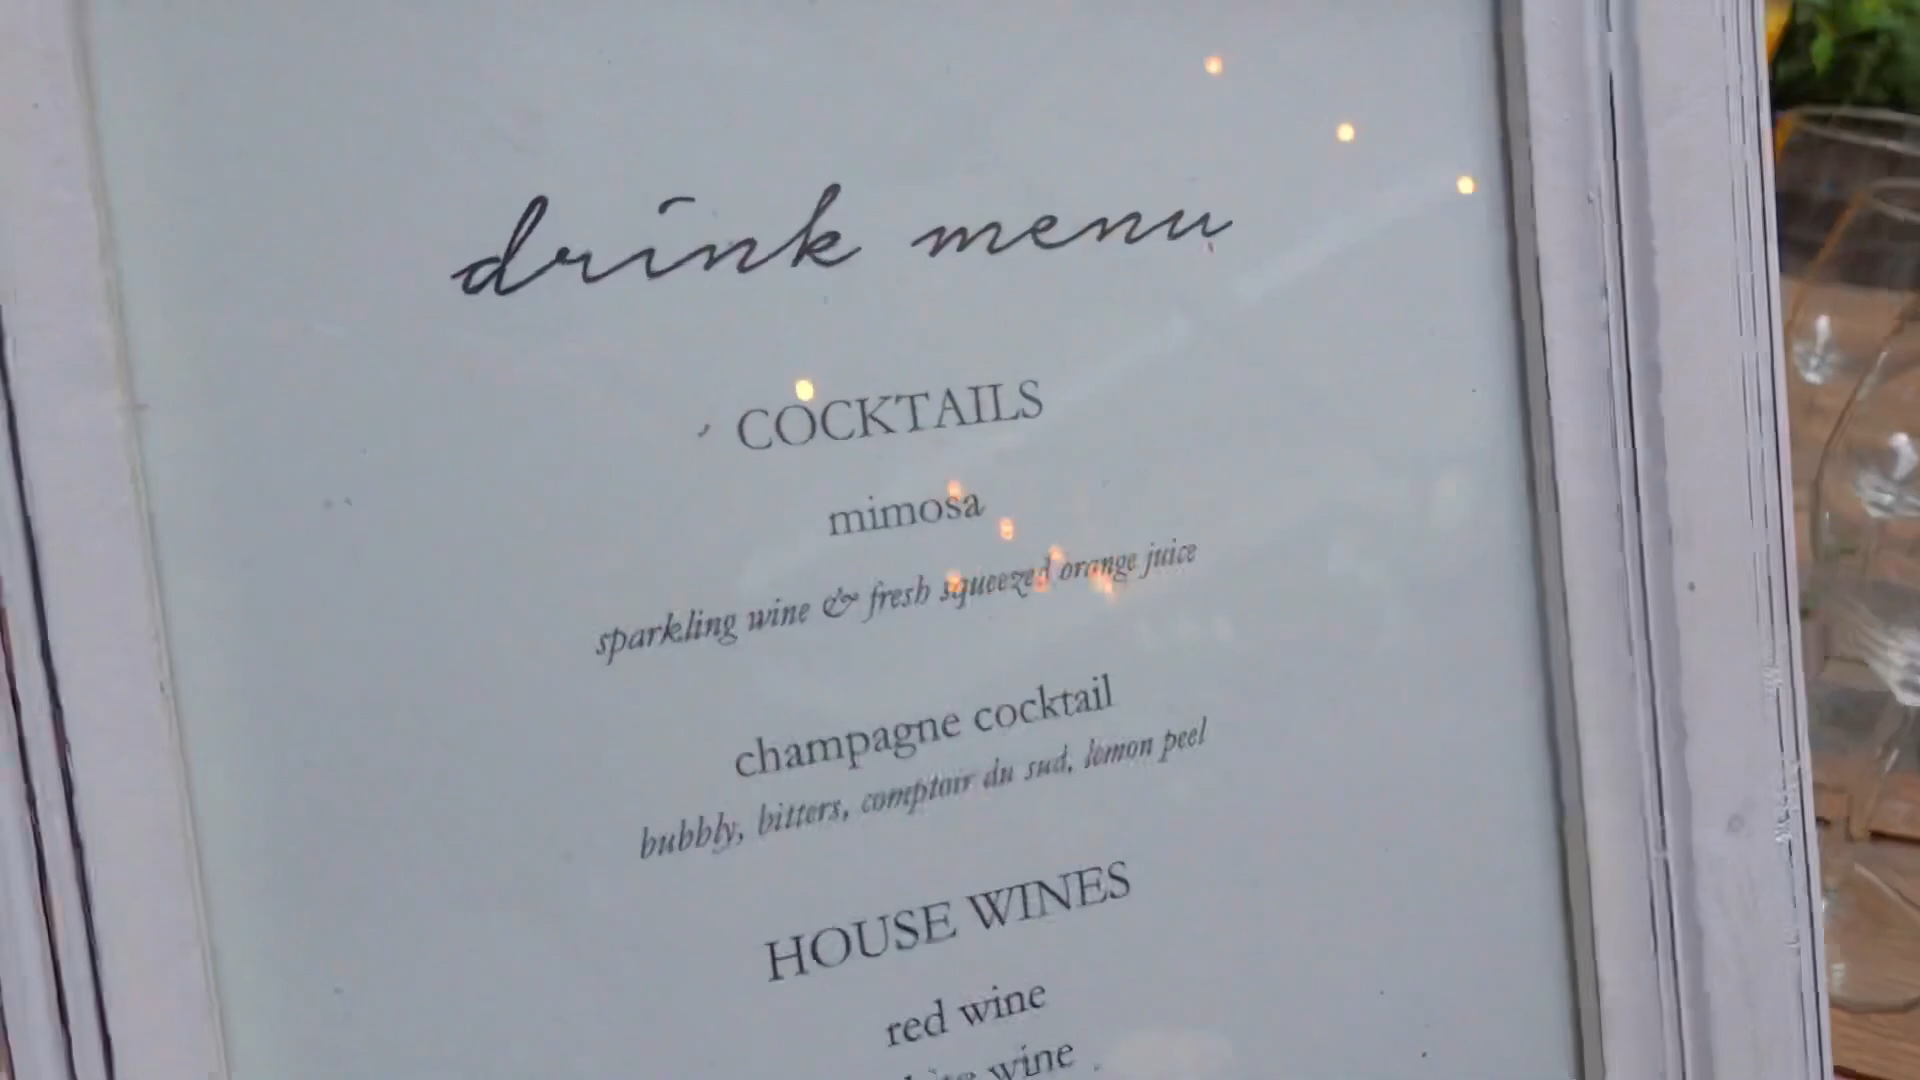 drink menu
COCKTAILS
mimosa
sparkling wine & fresh squeezed orange juice
champagne cocktail
bubbly, bitters, comptoir du sud, lemon peel
HOUSE WINES
red wine
wine